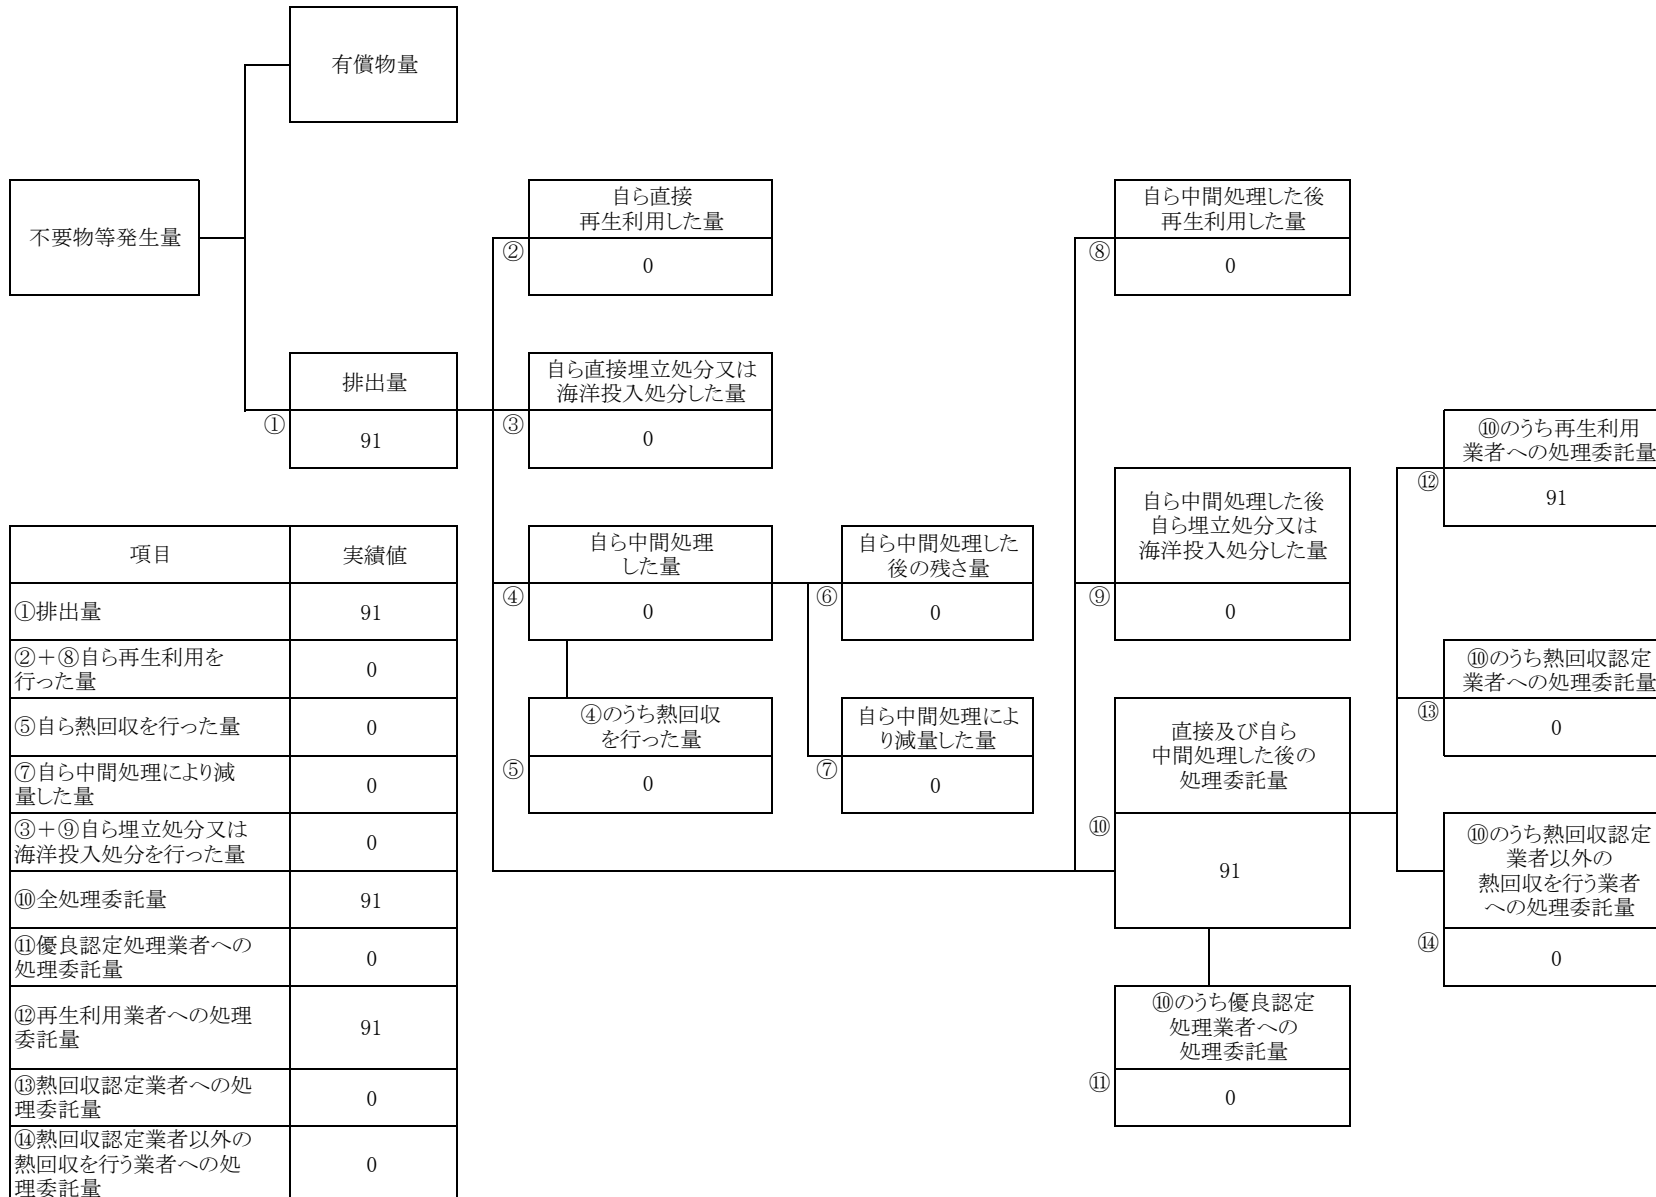 有償物量
不要物等発生量
自ら直接
再生利用した量
②
0
自ら中間処理した後
再生利用した量
⑧
0
排出量
①
91
自ら直接埋立処分又は
海洋投入処分した量
③
0
⑩のうち再生利用
業者への処理委託量
⑫
91
自ら中間処理した後
自ら埋立処分又は
海洋投入処分した量
⑨
0
自ら中間処理
した量
④
0
自ら中間処理した
後の残さ量
⑥
0
⑩のうち熱回収認定
業者への処理委託量
⑬
0
④のうち熱回収
を行った量
⑤
0
自ら中間処理によ
り減量した量
⑦
0
直接及び自ら
中間処理した後の
処理委託量
⑩
91
⑩のうち熱回収認定
業者以外の
熱回収を行う業者
への処理委託量
⑭
0
⑩のうち優良認定
処理業者への
処理委託量
⑪
0
項目
実績値
①排出量
91
②＋⑧自ら再生利用を
行った量
0
⑤自ら熱回収を行った量
0
⑦自ら中間処理により減
量した量
0
③＋⑨自ら埋立処分又は
海洋投入処分を行った量
0
⑩全処理委託量
91
⑪優良認定処理業者への
処理委託量
0
⑫再生利用業者への処理
委託量
91
⑬熱回収認定業者への処
理委託量
0
⑭熱回収認定業者以外の
熱回収を行う業者への処
理委託量
0